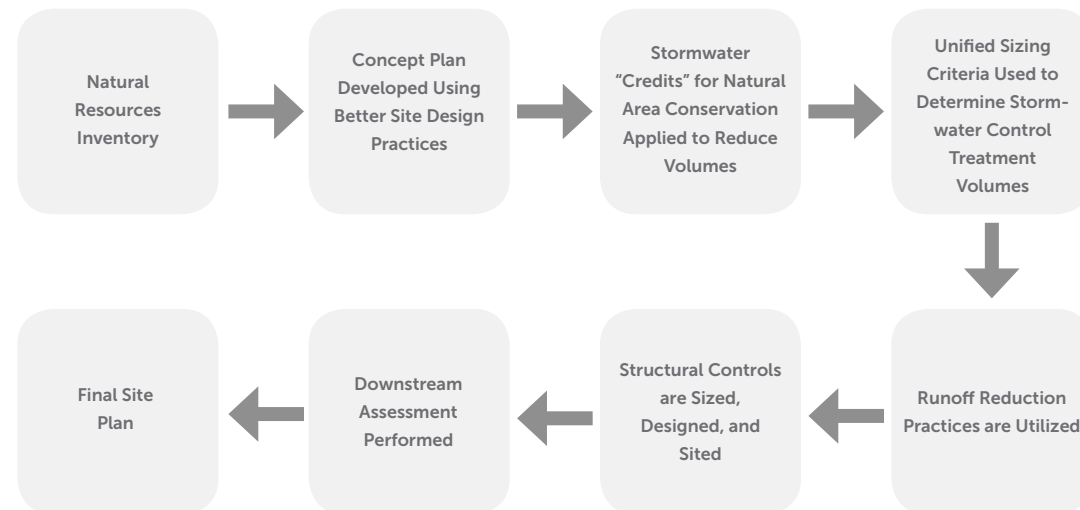 Natural
Resources
Inventory
Concept Plan
Developed Using
Better Site Design
Practices
Stormwater
“Credits” for Natural
Area Conservation
Applied to Reduce
Volumes
Unified Sizing
Criteria Used to
Determine Storm-
water Control
Treatment
Volumes
Runoff Reduction
Practices are Utilized
Structural Controls
are Sized,
Designed, and
Sited
Downstream
Assessment
Performed
Final Site
Plan